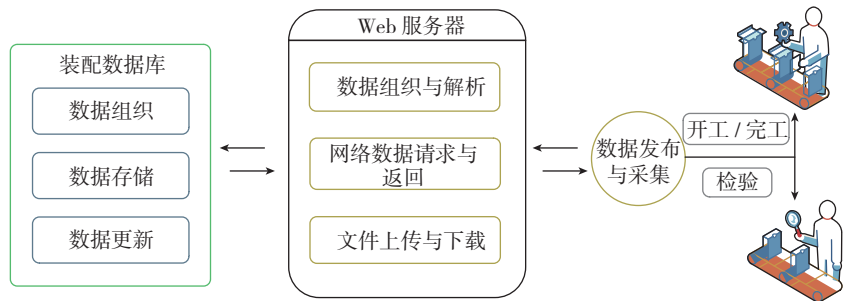 装配数据库
数据组织
数据存储
数据更新
Web 服务器
数据组织与解析
网络数据请求与
返回
文件上传与下载
数据发布
与采集
开工 / 完工
检验